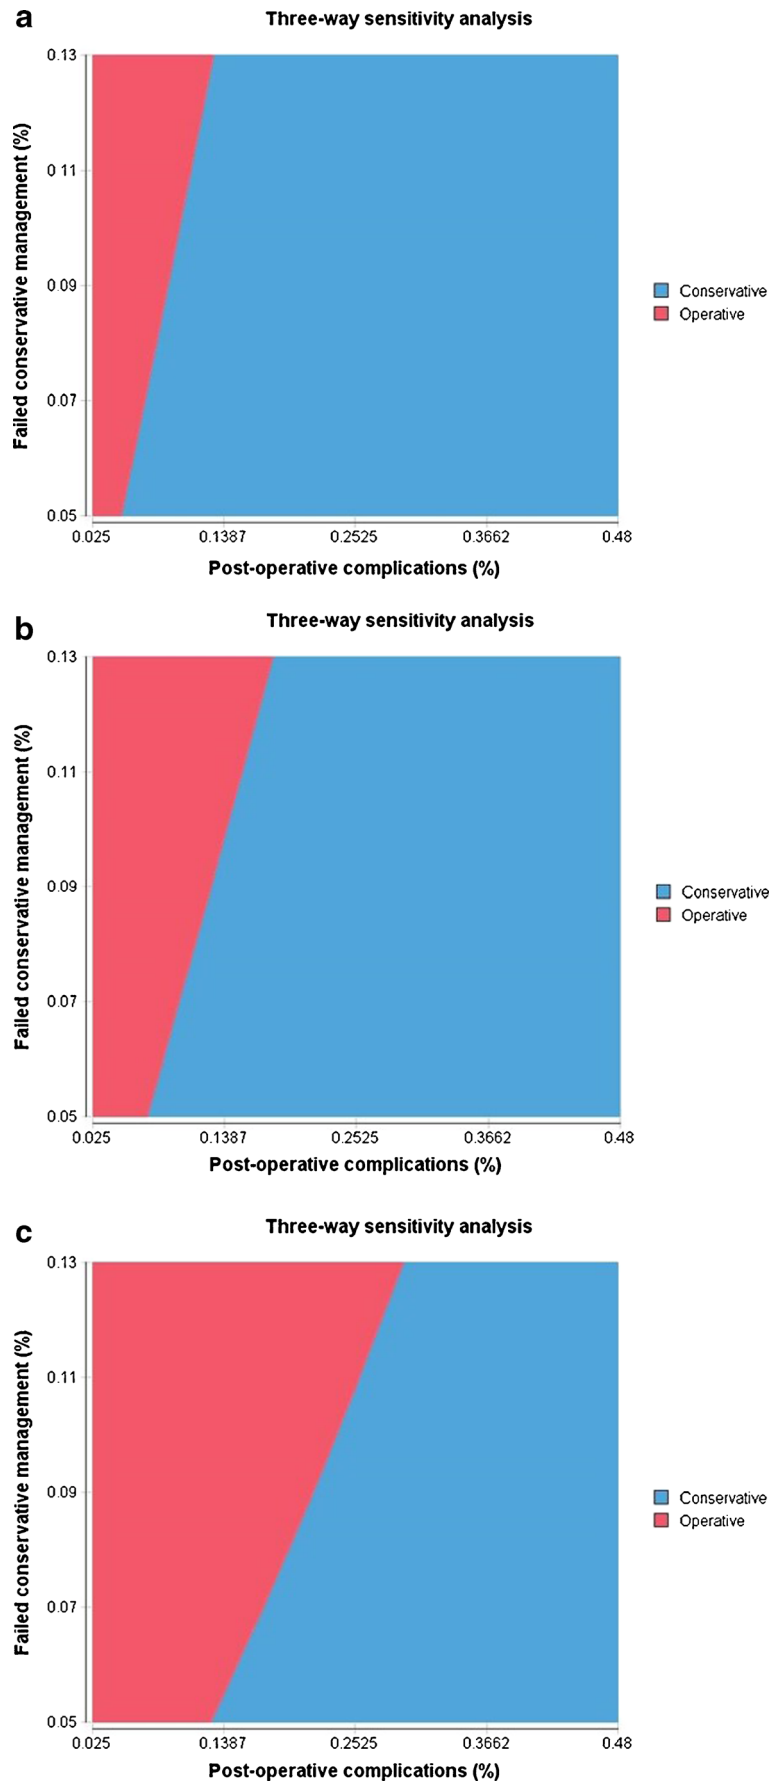 a
Three-way sensitivity analysis
Failed conservative management (%)
0.13
0 11
0.09
0.07
0.05
0.025 0.1387 0.2525 0.3662 0.48
Post-operative complications (%)
Conservative
Operative
b
Three-way sensitivity analysis
Failed conservative management (%)
0.13
0.11
0.09
0.07
0.05
0.025 0.1387 0.2525 0.3662 0.48
Post-operative complications (%)
Conservative
Operative
c
Three-way sensitivity analysis
Failed conservative management (%)
0.13
0.11
0.09
0.07
0.05
0.025 0.1387 0.2525 0.3662 0.48
Post-operative complications (%)
Conservative
Operative